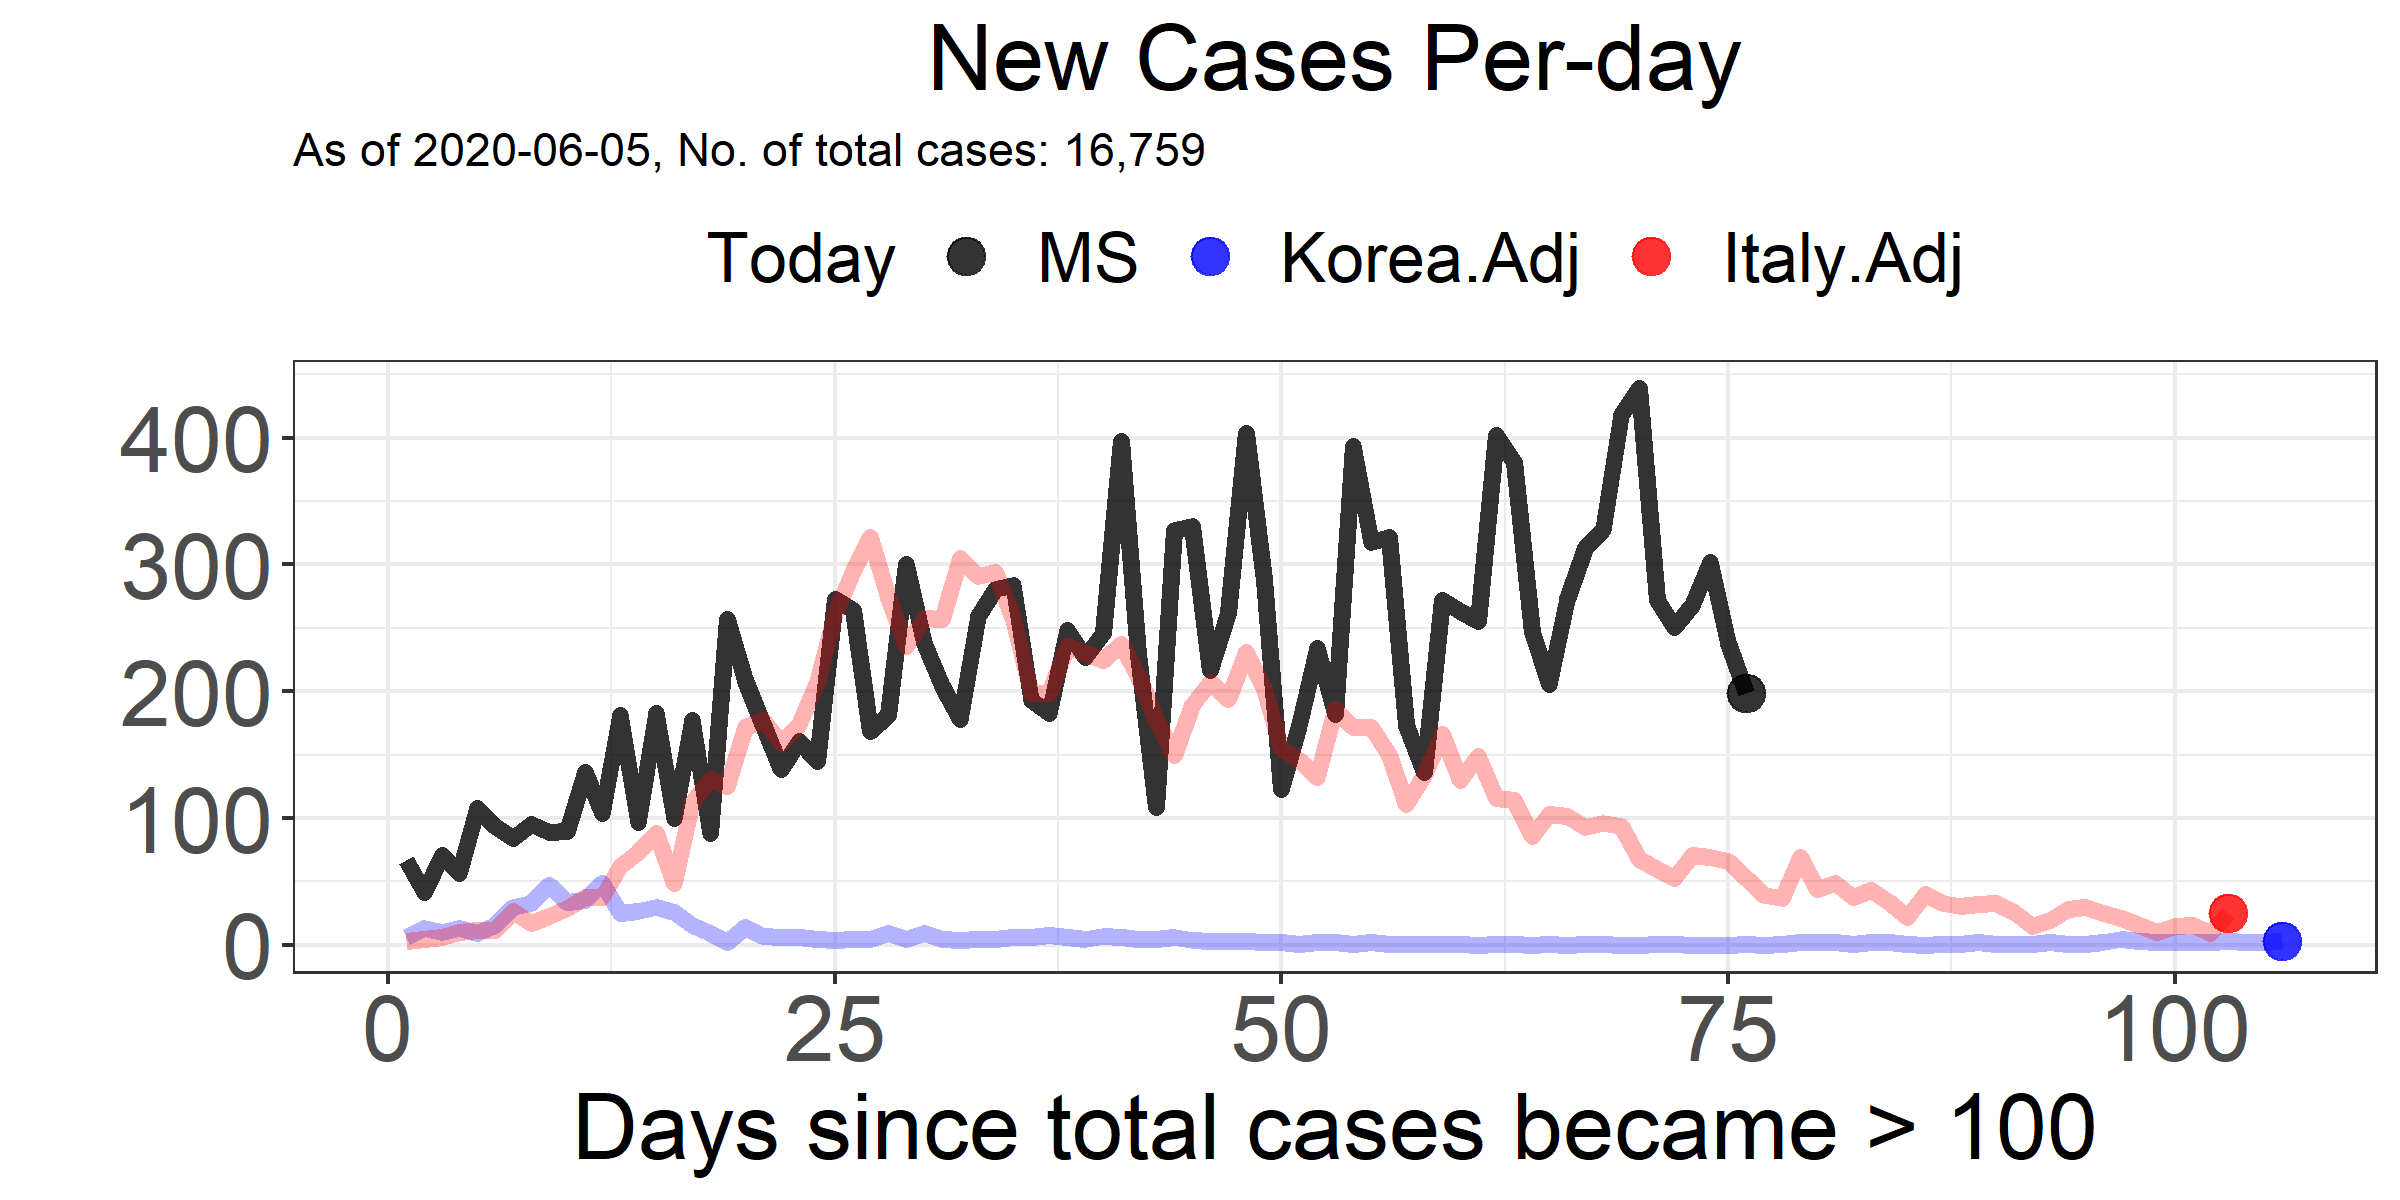 New Cases Per-day
As of 2020-06-05, No. of total cases: 16,759
Today MS Korea.Adj Italy.Adj
400
300
200
100
0
0 25 50 75 100
Days since total cases became > 100